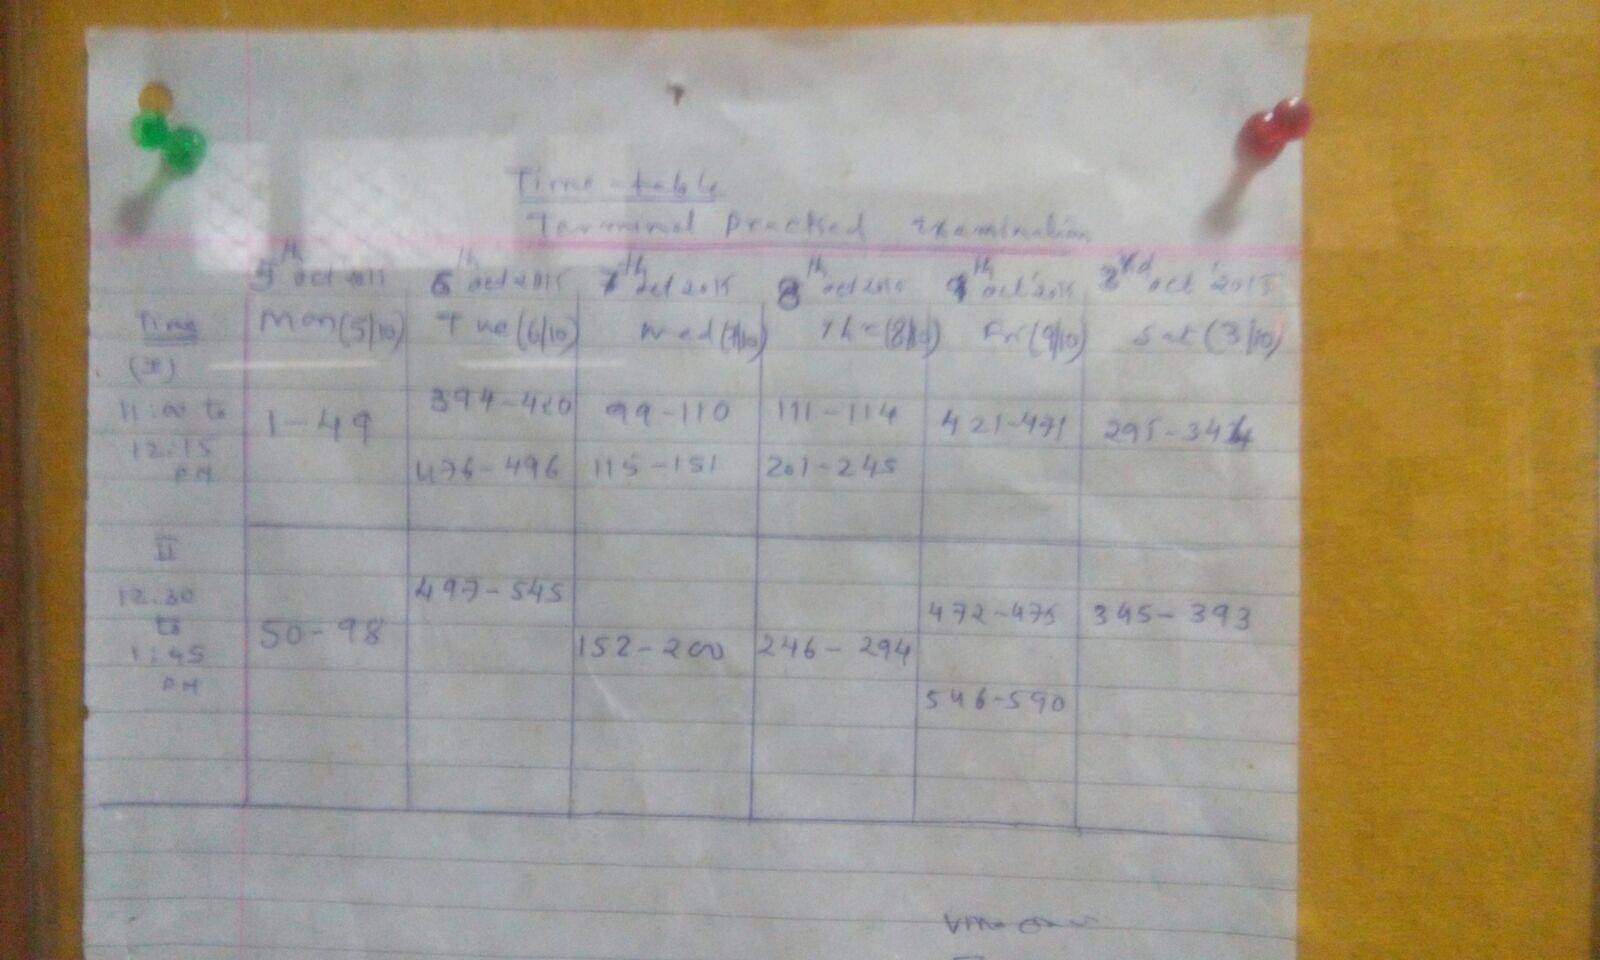 Time-table
Terminal Practical Examination
5th Oct 2015 6th Oct 2015 7th Oct 2015 8th Oct 2015 9th Oct'2015 3rd Oct'2015
Time Mon(5/10) Tue(6/10) Wed(7/10) Thr(8/10) Fri(9/10) Sat(3/10)
(I)
11:00 to 1-49 394-420 99-110 111-114 421-471 295-344
12:15 476-496 115-151 201-245
PM
II
12.30 497-545 472-475 345-393
to 50-98
1:45 152-200 246-294
PM 546-590